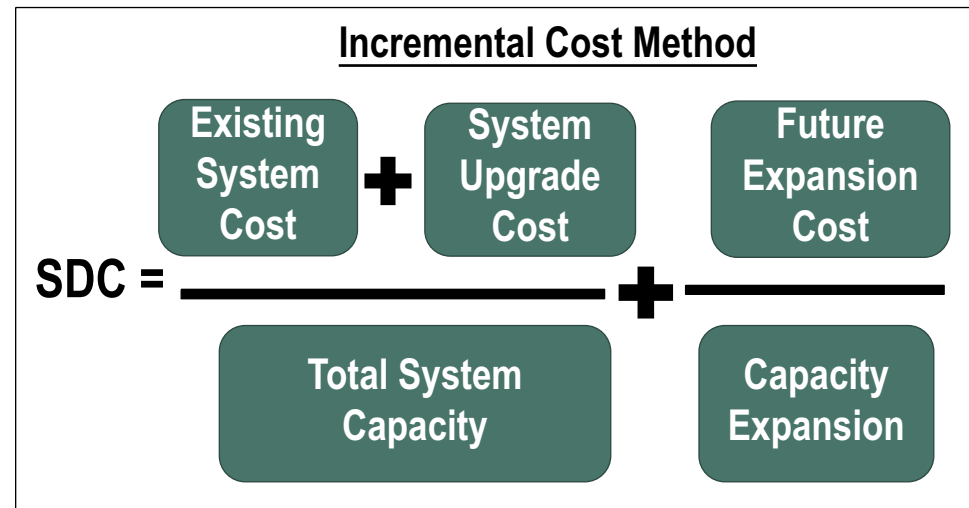 Incremental Cost Method
Existing
System
Cost
+
System
Upgrade
Cost
Future
Expansion
Cost
SDC =
+
Total System
Capacity
Capacity
Expansion